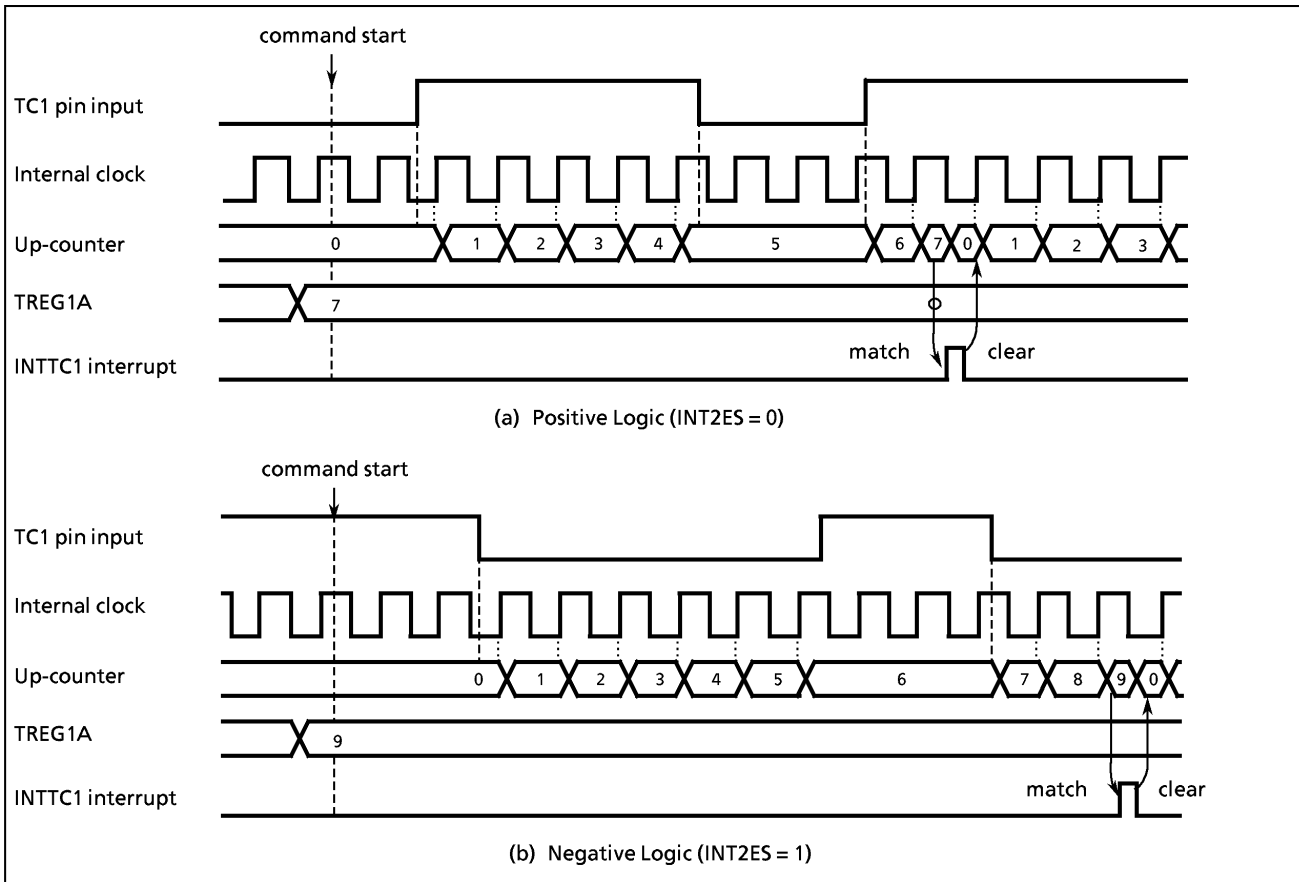 command start
TC1 pin input
Internal clock
Up-counter 0 1 2 3 4 5 6 7 0 1 2 3
TREG1A 7
match clear
INTTC1 interrupt
(a) Positive Logic (INT2ES = 0)
command start
TC1 pin input
Internal clock
Up-counter 0 1 2 3 4 5 6 7 8 9 0
TREG1A 9
match clear
INTTC1 interrupt
(b) Negative Logic (INT2ES = 1)